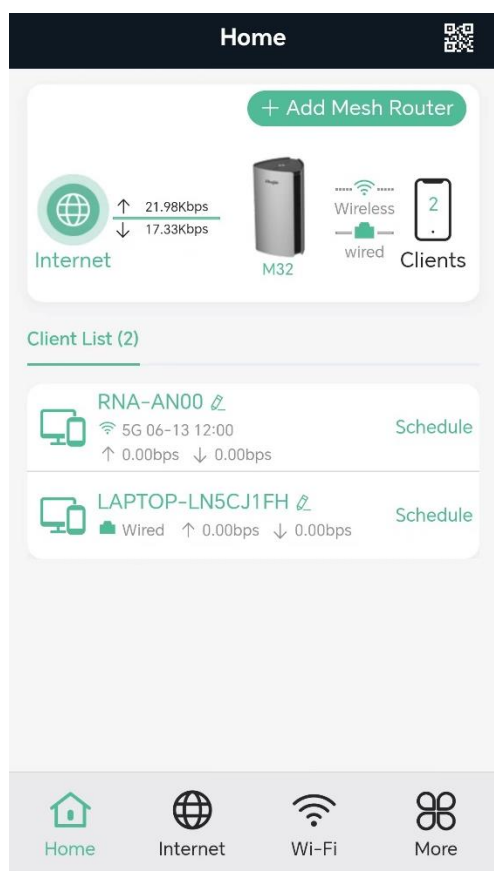 Home
+ Add Mesh Router
↑ 21.98Kbps
↓ 17.33Kbps
Internet
M32
Wireless
wired
2
Clients
Client List (2)
RNA-AN00
5G 06-13 12:00
↑ 0.00bps ↓ 0.00bps
Schedule
LAPTOP-LN5CJ1FH
Wired ↑ 0.00bps ↓ 0.00bps
Schedule
Home Internet Wi-Fi More